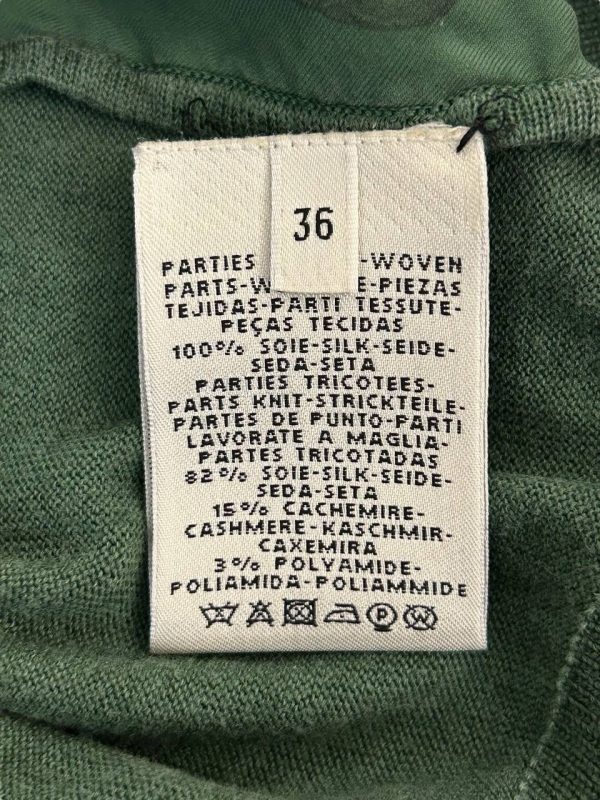 36
PARTIES -WOVEN
PARTS-W E-PIEZAS
TEJIDAS-PARTI TESSUTE-
PEÇAS TECIDAS
100% SOIE-SILK-SEIDE-
SEDA-SETA
PARTIES TRICOTEES-
PARTS KNIT-STRICKTEILE-
PARTES DE PUNTO-PARTI
LAVORATE A MAGLIA-
PARTES TRICOTADAS
82% SOIE-SILK-SEIDE-
SEDA-SETA
15% CACHEMIRE-
CASHMERE-KASCHMIR-
CAXEMIRA
3% POLYAMIDE-
POLIAMIDA-POLIAMMIDE
P W